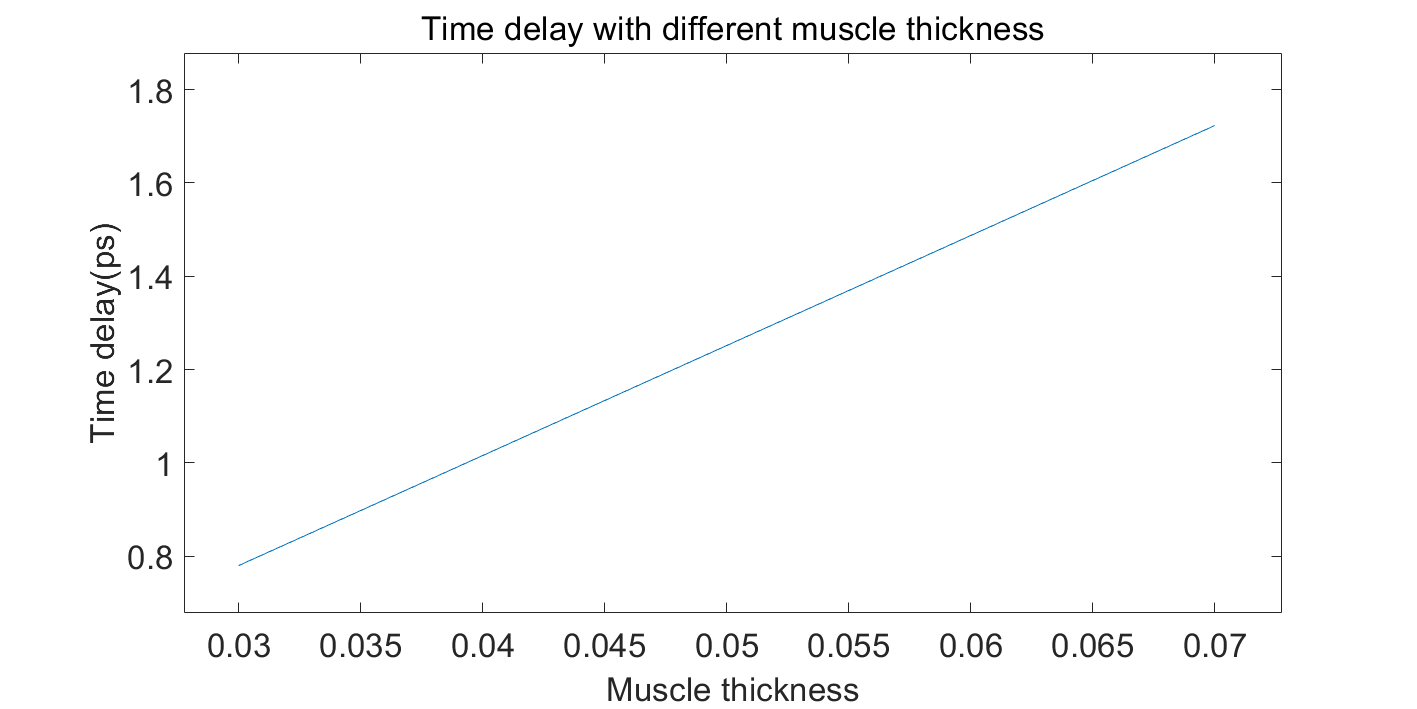 Time delay with different muscle thickness
1.8
1.6
1.4
1.2
1
0.8
Time delay(ps)
0.03 0.035 0.04 0.045 0.05 0.055 0.06 0.065 0.07
Muscle thickness